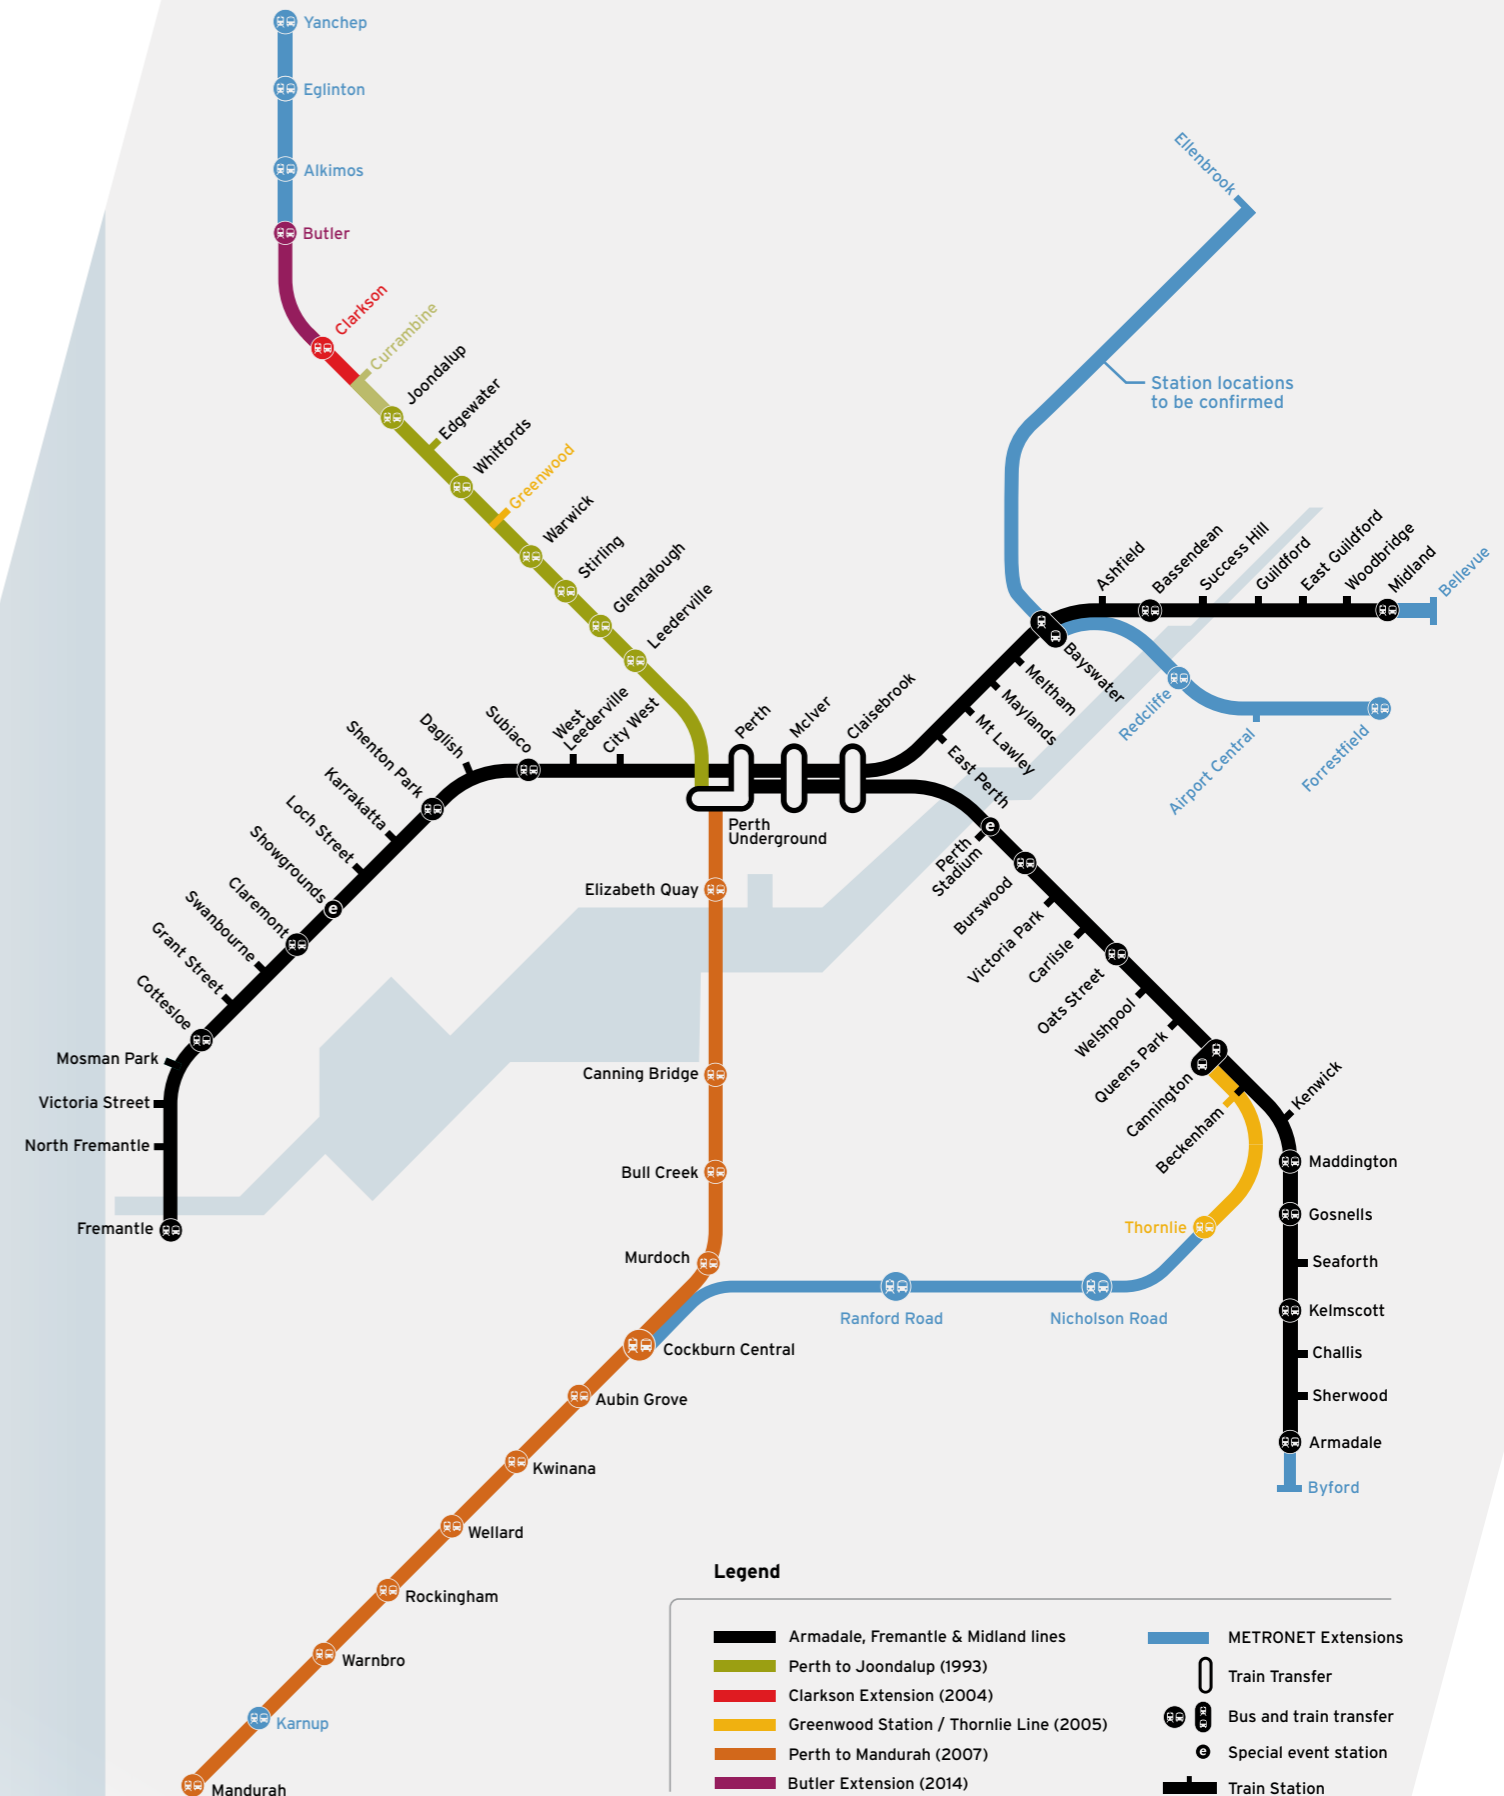 Yanchep
Eglinton
Alkimos
Butler
Clarkson
Currambine
Joondalup
Edgewater
Whitfords
Greenwood
Warwick
Stirling
Glendalough
Leederville
Ellenbrook
Station locations
to be confirmed
Ashfield
Bassendean
Success Hill
Guildford
East Guildford
Woodbridge
Midland
Bellevue
Bayswater
Meltham
Maylands
Mt Lawley
East Perth
Redcliffe
Airport Central
Forrestfield
Perth
McIver
Claisebrook
City West
West
Leederville
Subiaco
Daglish
Shenton Park
Karrakatta
Loch Street
Showgrounds
e
Claremont
Swanbourne
Grant Street
Cottesloe
Mosman Park
Victoria Street
North Fremantle
Fremantle
Perth
Underground
Elizabeth Quay
Canning Bridge
Bull Creek
Murdoch
Cockburn Central
Aubin Grove
Kwinana
Wellard
Rockingham
Warnbro
Karnup
Mandurah
e
Perth
Stadium
Burswood
Victoria Park
Carlisle
Oats Street
Welshpool
Queens Park
Cannington
Beckenham
Kenwick
Thornlie
Nicholson Road
Ranford Road
Maddington
Gosnells
Seaforth
Kelmscott
Challis
Sherwood
Armadale
Byford
Legend
Armadale, Fremantle & Midland lines
Perth to Joondalup (1993)
Clarkson Extension (2004)
Greenwood Station / Thornlie Line (2005)
Perth to Mandurah (2007)
Butler Extension (2014)
METRONET Extensions
Train Transfer
Bus and train transfer
e Special event station
Train Station